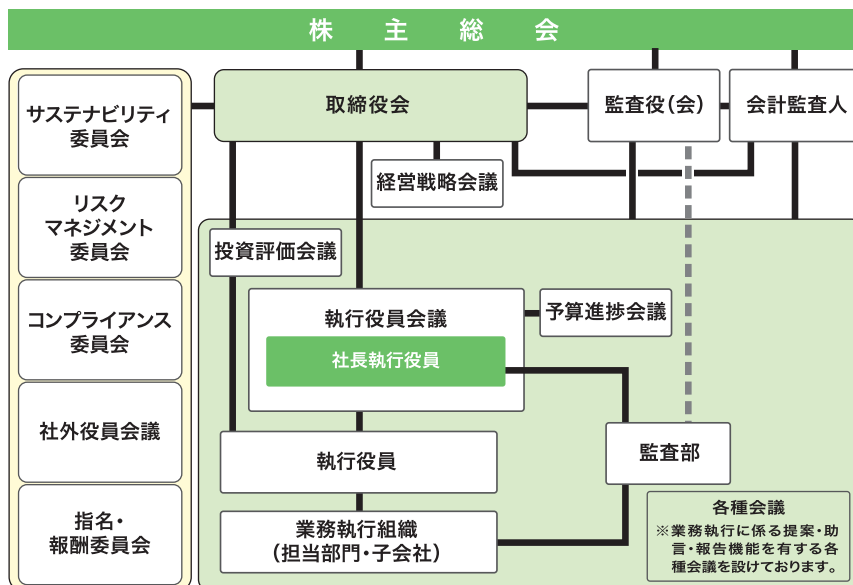 株主総会
サステナビリティ
委員会
リスク
マネジメント
委員会
コンプライアンス
委員会
社外役員会議
指名・
報酬委員会
取締役会
監査役（会）
会計監査人
経営戦略会議
投資評価会議
執行役員会議
社長執行役員
予算進捗会議
執行役員
監査部
業務執行組織
（担当部門・子会社）
各種会議
※業務執行に係る提案・助
言・報告機能を有する各
種会議を設けております。